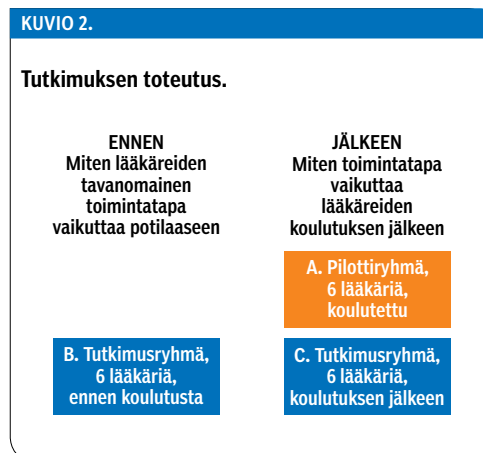 KUVIO 2.
Tutkimuksen toteutus.
ENNEN
Miten lääkäreiden
tavanomainen
toimintatapa
vaikuttaa potilaaseen
JÄLKEEN
Miten toimintatapa
vaikuttaa
lääkäreiden
koulutuksen jälkeen
A. Pilottiryhmä,
6 lääkäriä,
koulutettu
B. Tutkimusryhmä,
6 lääkäriä,
ennen koulutusta
C. Tutkimusryhmä,
6 lääkäriä,
koulutuksen jälkeen